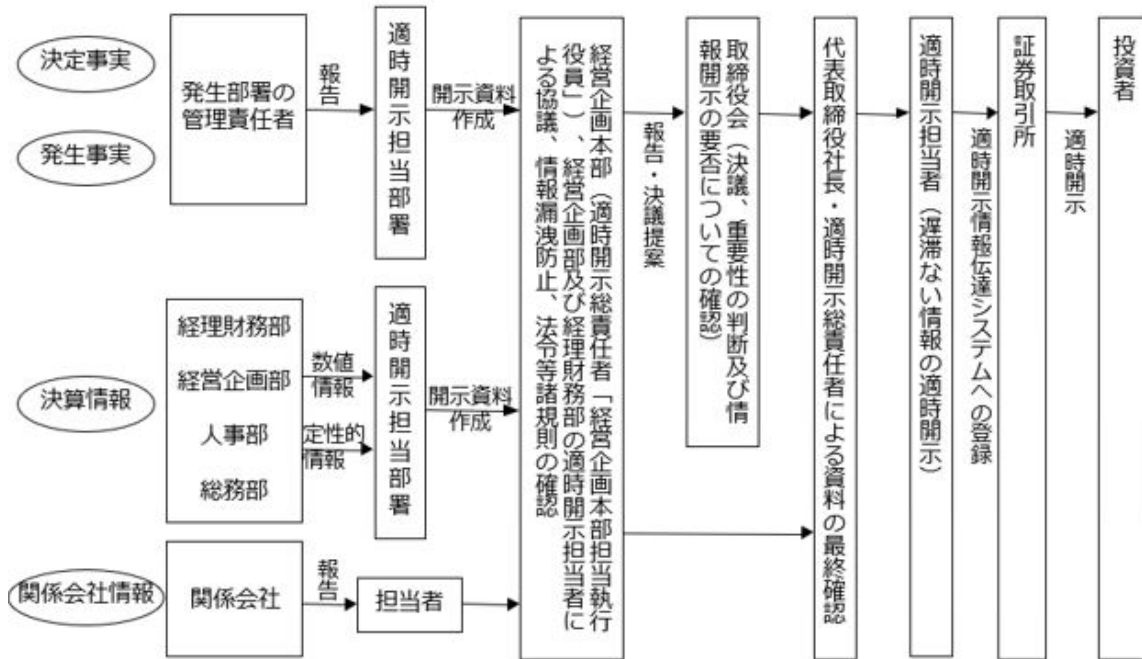 決定事実
発生事実
発生部署の
管理責任者
報告
適時開示担当部署
開示資料
作成
決算情報
経理財務部
経営企画部
人事部
総務部
数値
情報
定性的
情報
適時開示担当部署
開示資料
作成
関係会社情報
関係会社
報告
担当者
経営企画本部（適時開示総責任者「経営企画本部担当執行
役員」）、経営企画部及び経理財務部の適時開示担当者に
よる協議、情報漏洩防止、法令等諸規則の確認
報告・決議提案
取締役会（決議、重要性の判断及び情
報開示の要否についての確認）
代表取締役社長・適時開示総責任者による資料の最終確認
適時開示担当者（遅滞ない情報の適時開示）
適時開示情報伝達システムへの登録
証券取引所
適時開示
投資者